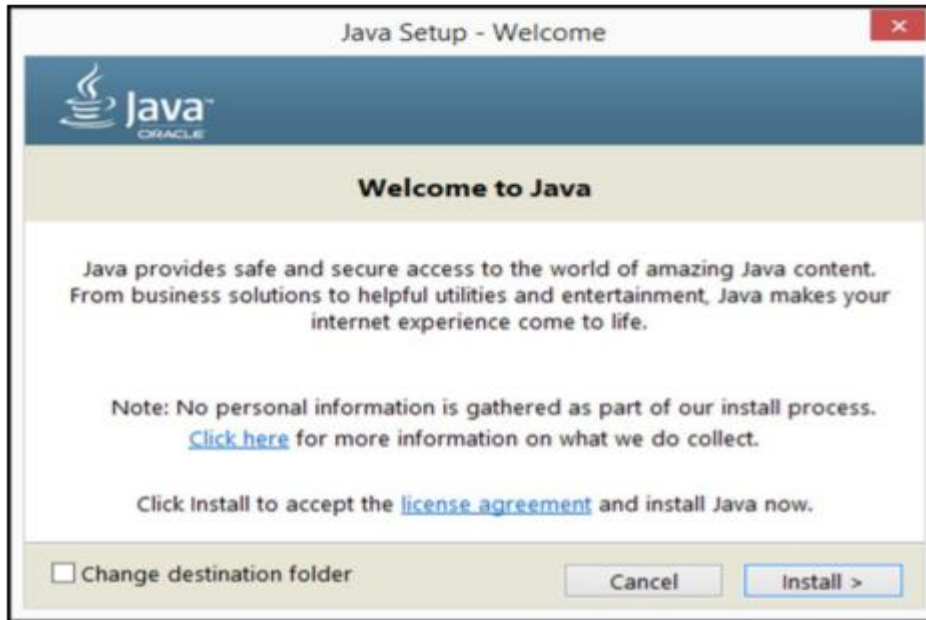 Java Setup - Welcome
Java™
ORACLE
Welcome to Java
Java provides safe and secure access to the world of amazing Java content.
From business solutions to helpful utilities and entertainment, Java makes your
internet experience come to life.
Note: No personal information is gathered as part of our install process.
Click here for more information on what we do collect.
Click Install to accept the license agreement and install Java now.
Change destination folder
Cancel
Install >